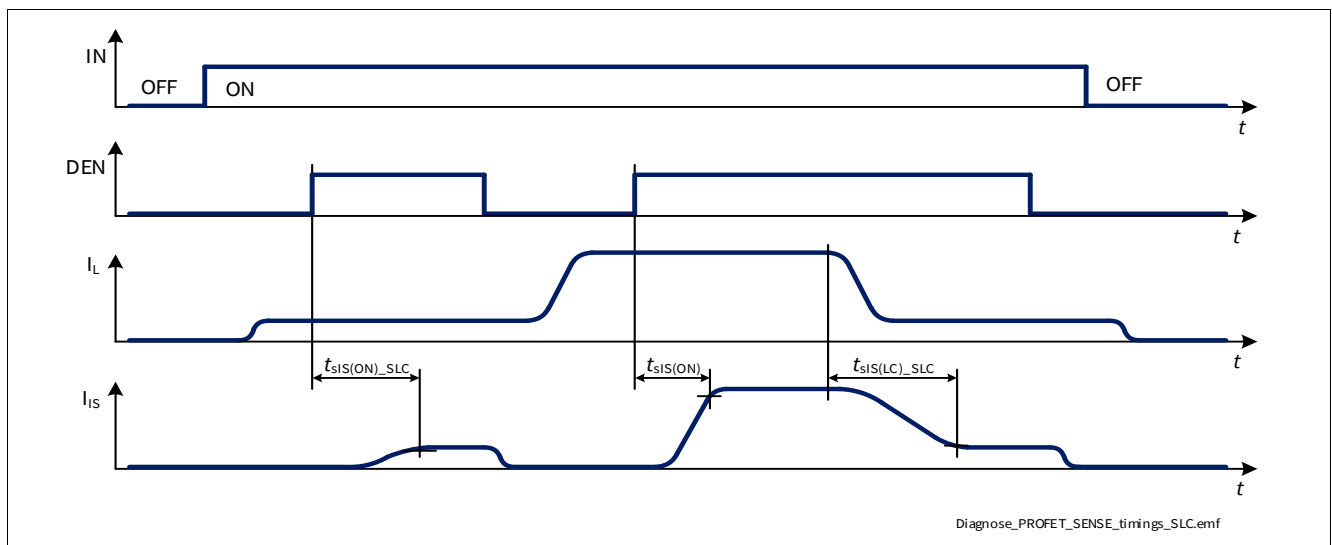 IN
OFF
ON
OFF
t
DEN
t
IL
t
tsIS(ON)_SLC
tsIS(ON)
tsIS(LC)_SLC
IIS
t
Diagnose_PROFET_SENSE_timings_SLC.emf